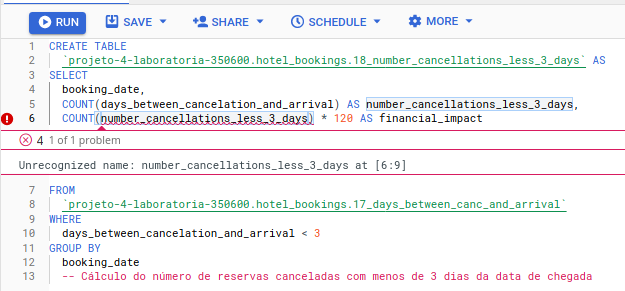 RUN SAVE SHARE SCHEDULE MORE
1 CREATE TABLE
2 `projeto-4-laboratoria-350600.hotel_bookings.18_number_cancellations_less_3_days` AS
3 SELECT
4 booking_date,
5 COUNT(days_between_cancelation_and_arrival) AS number_cancellations_less_3_days,
6 COUNT(number_cancellations_less_3_days) * 120 AS financial_impact
4 1 of 1 problem
Unrecognized name: number_cancellations_less_3_days at [6:9]
7 FROM
8 `projeto-4-laboratoria-350600.hotel_bookings.17_days_between_canc_and_arrival`
9 WHERE
10 days_between_cancelation_and_arrival < 3
11 GROUP BY
12 booking_date
13 -- Cálculo do número de reservas canceladas com menos de 3 dias da data de chegada